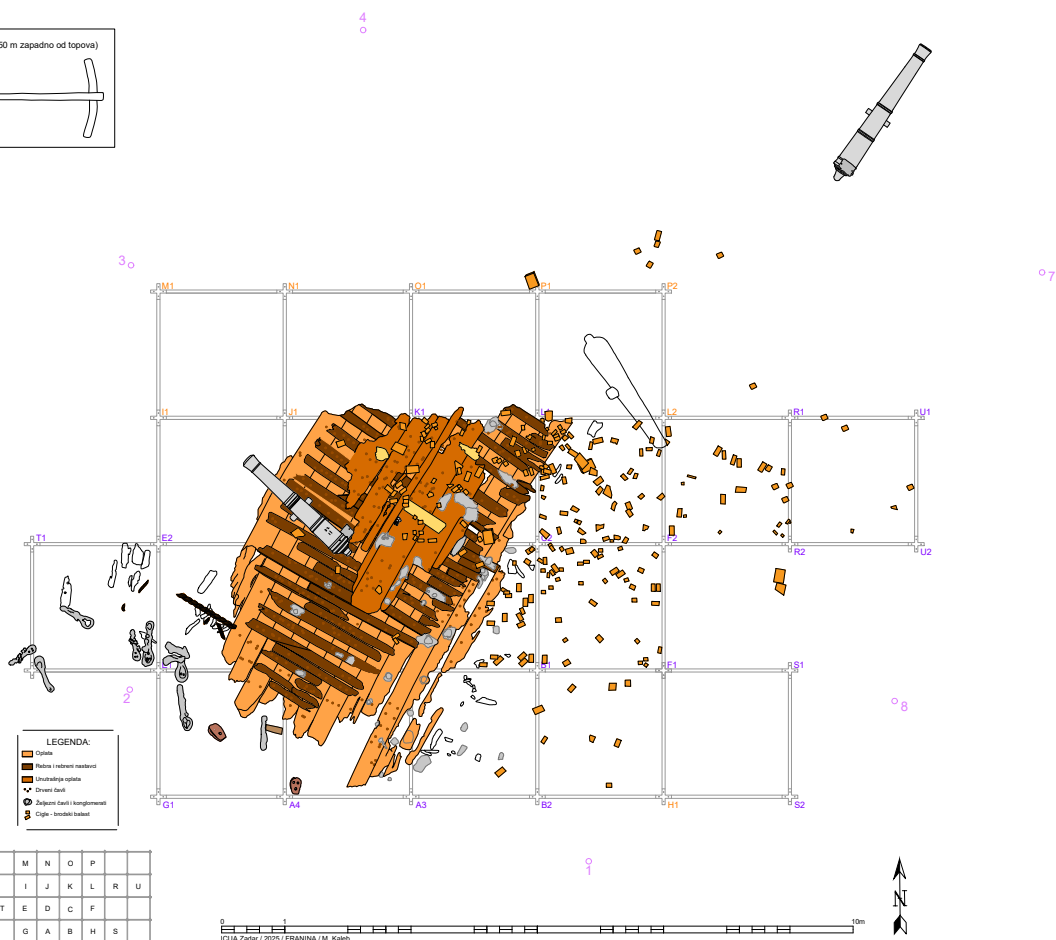 4
50 m zapadno od topova)
3
7
M1
N1
O1
P1
P2
I1
J1
K1
L1
L2
R1
U1
T1
E2
F2
R2
U2
F1
S1
2
8
LEGENDA:
Oplata
Rebra i rebreni nastavci
Unutrašnja oplata
Drveni čavli
Željezni čavli i konglomerati
Cigle - brodski balast
G1
A4
A3
B2
H1
S2
M N O P
I J K L R U
T E D C F
G A B H S
1
N
0 1 10m
ICUA Zadar / 2025 / FRANINA / M. Kaleb